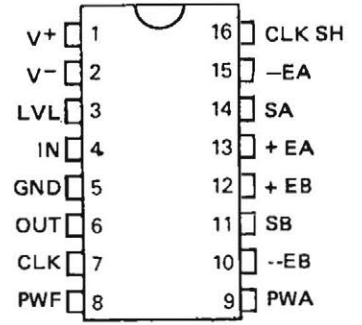 V+ 1 16 CLK SH
V- 2 15 -EA
LVL 3 14 SA
IN 4 13 + EA
GND 5 12 + EB
OUT 6 11 SB
CLK 7 10 --EB
PWF 8 9 PWA